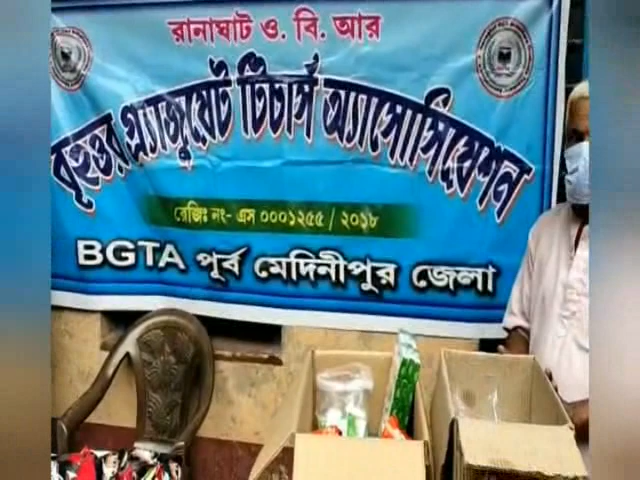 রানাঘাট ও. বি. আর
বৃহত্তর গ্র্যাজুয়েট টিচার্স অ্যাসোসিয়েশন
রেজিঃ নং- এস ০০০১২৫৫ / ২০১৮
BGTA পূর্ব মেদিনীপুর জেলা